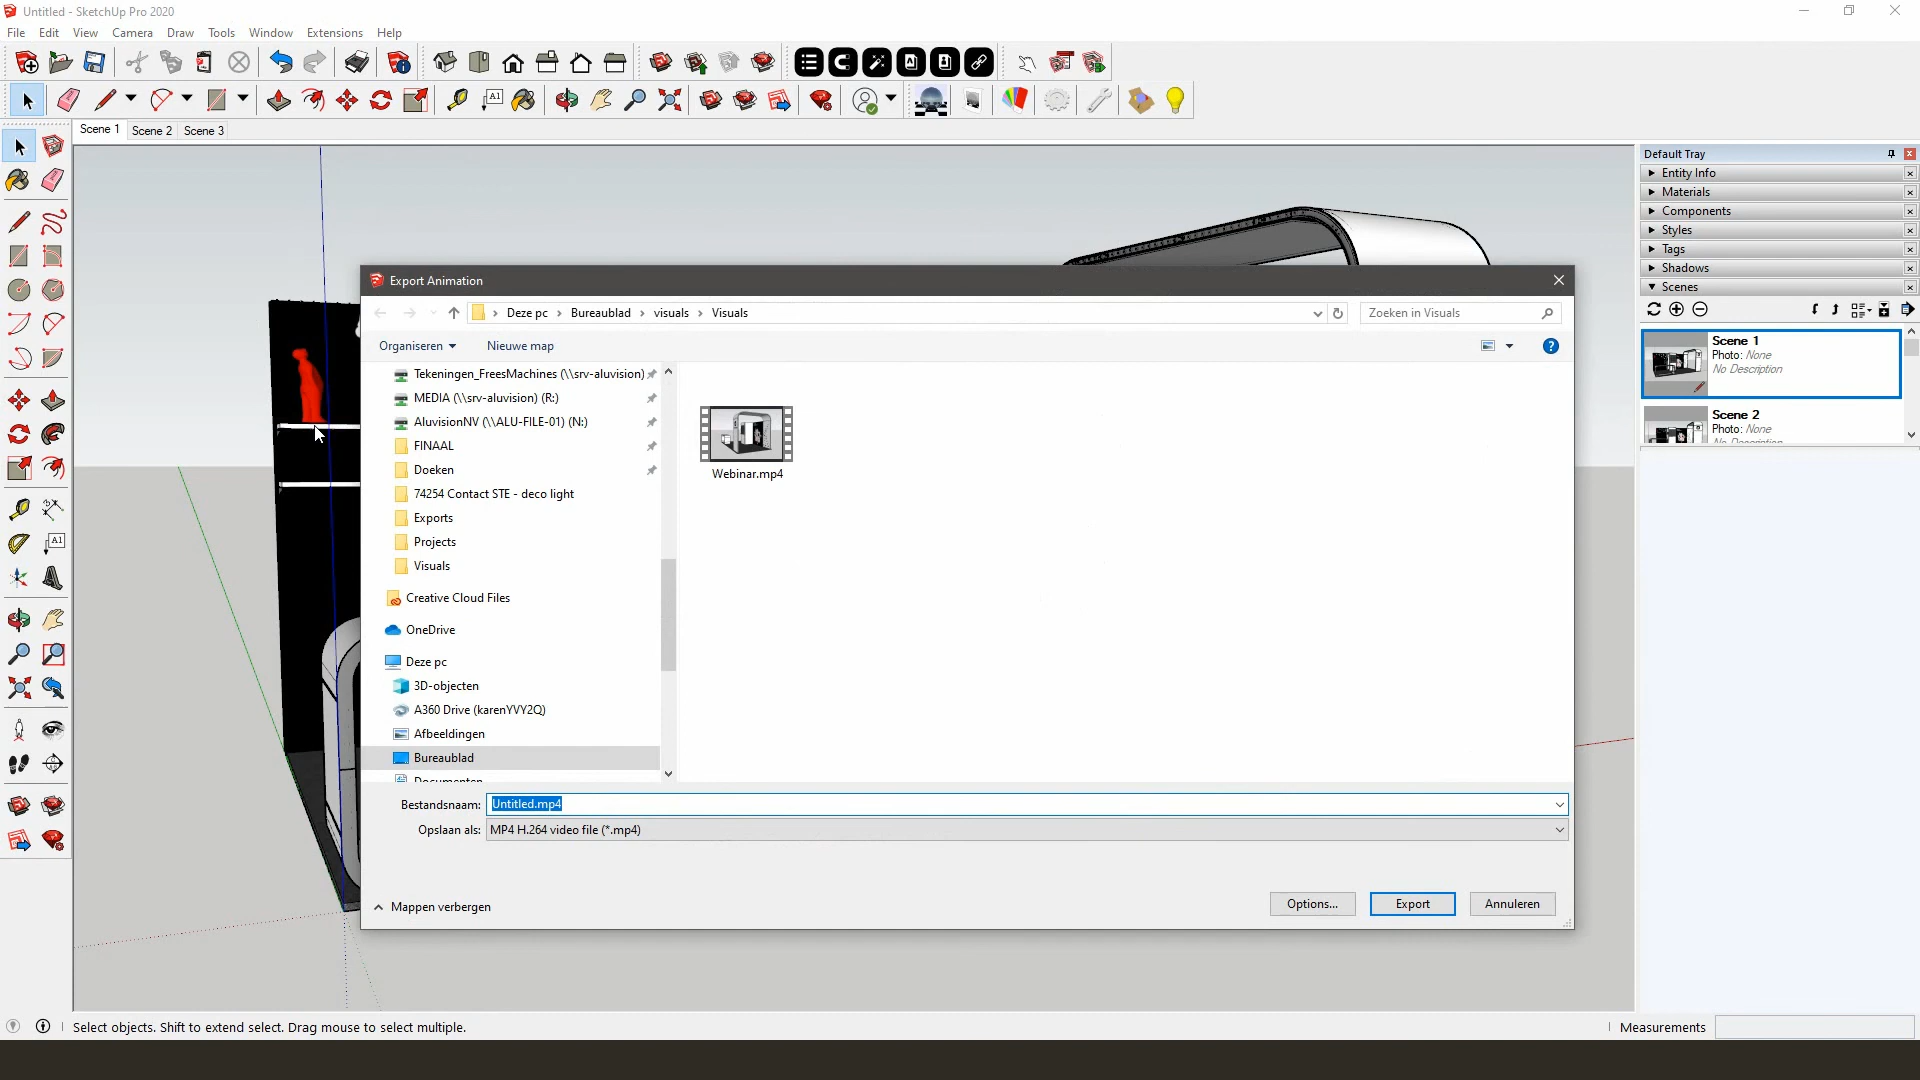 Untitled - SketchUp Pro 2020
File Edit View Camera Draw Tools Window Extensions Help
Scene 1 Scene 2 Scene 3
Default Tray
Entity Info
Materials
Components
Styles
Tags
Shadows
Scenes
Scene 1
Photo: None
No Description
Scene 2
Photo: None
No Description
Export Animation
Deze pc Bureaublad visuals Visuals
Zoeken in Visuals
Organiseren Nieuwe map
Tekeningen_FreesMachines (\\srv-aluvision)
MEDIA (\\srv-aluvision) (R:)
AluvisionNV (\\ALU-FILE-01) (N:)
FINAAL
Doeken
74254 Contact STE - deco light
Exports
Projects
Visuals
Creative Cloud Files
OneDrive
Deze pc
3D-objecten
A360 Drive (karenYVY2Q)
Afbeeldingen
Bureaublad
Documenten
Webinar.mp4
Bestandsnaam: Untitled.mp4
Opslaan als: MP4 H.264 video file (*.mp4)
Mappen verbergen
Options... Export Annuleren
Select objects. Shift to extend select. Drag mouse to select multiple.
Measurements